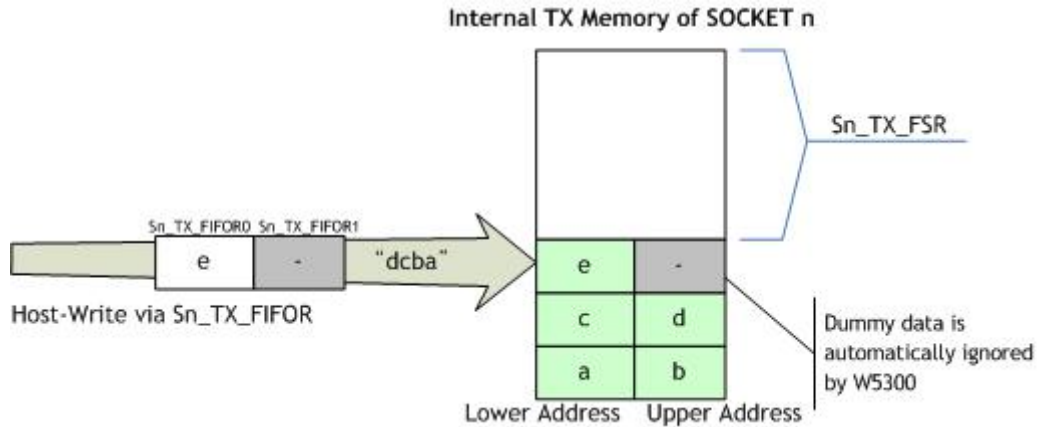 Internal TX Memory of SOCKET n
Sn_TX_FSR
Sn_TX_FIFOR0 Sn_TX_FIFOR1
e - "dcba" e -
Host-Write via Sn_TX_FIFOR
c d
a b
Dummy data is
automatically ignored
by W5300
Lower Address Upper Address